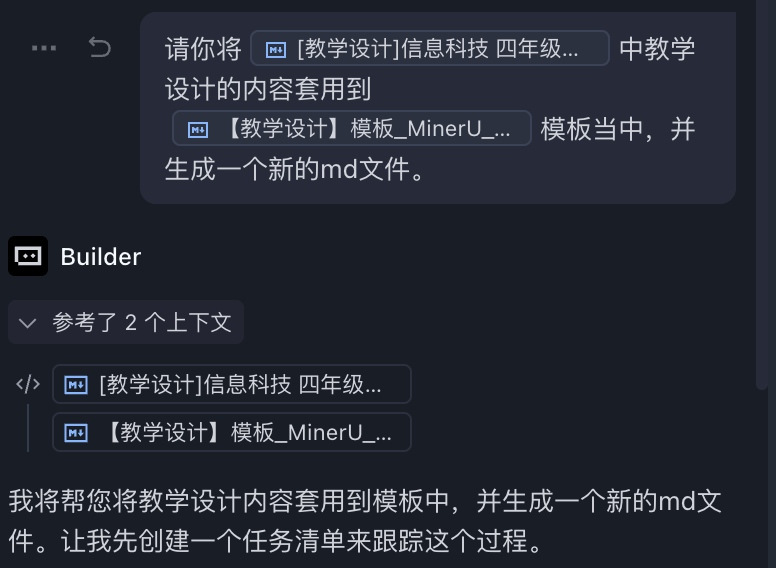 请你将 [教学设计]信息科技 四年级... 中教学
设计的内容套用到
【教学设计】模板_MinerU_... 模板当中，并
生成一个新的md文件。
Builder
参考了 2 个上下文
[教学设计]信息科技 四年级...
【教学设计】模板_MinerU_...
我将帮您将教学设计内容套用到模板中，并生成一个新的md文
件。让我先创建一个任务清单来跟踪这个过程。